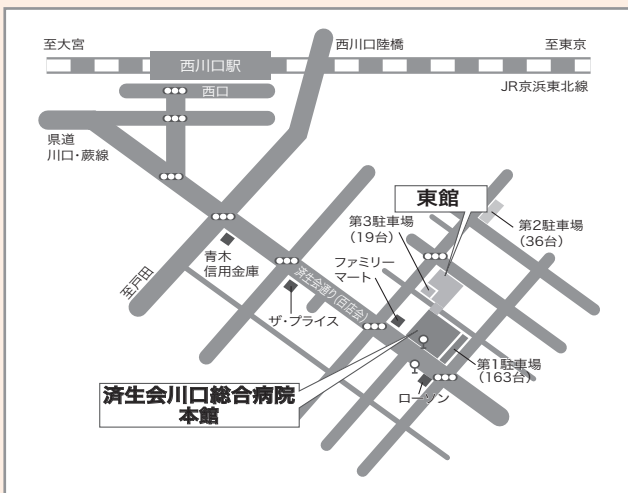 至大宮
西川口陸橋
至東京
西川口駅
JR京浜東北線
西口
県道
川口・蕨線
東館
第3駐車場
(19台)
第2駐車場
(36台)
ファミリー
マート
青木
信用金庫
至戸田
済生会通り(百店会)
ザ・プライス
第1駐車場
(163台)
済生会川口総合病院
本館
ローソン